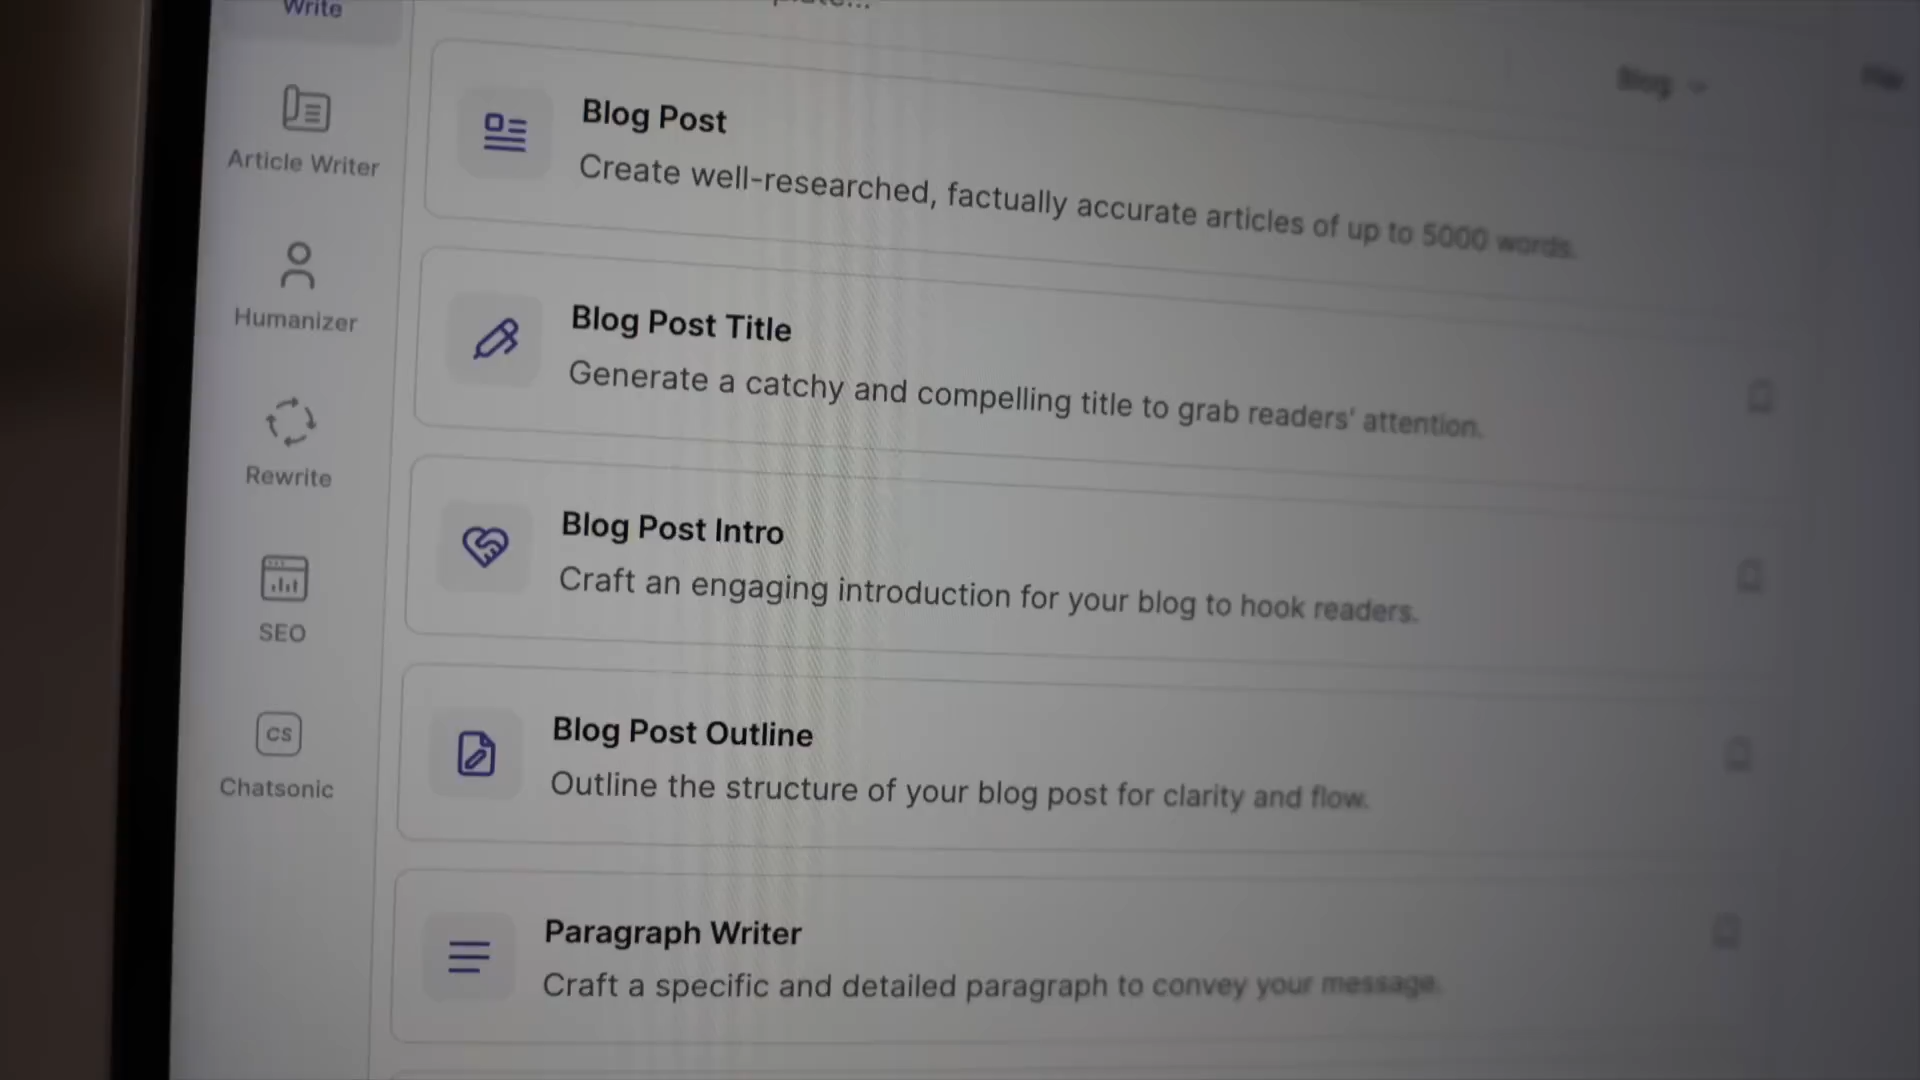 Write
Article Writer
Humanizer
Rewrite
SEO
CS
Chatsonic
Blog
Blog Post
Create well-researched, factually accurate articles of up to 5000 words.
Blog Post Title
Generate a catchy and compelling title to grab readers' attention.
Blog Post Intro
Craft an engaging introduction for your blog to hook readers.
Blog Post Outline
Outline the structure of your blog post for clarity and flow.
Paragraph Writer
Craft a specific and detailed paragraph to convey your message.